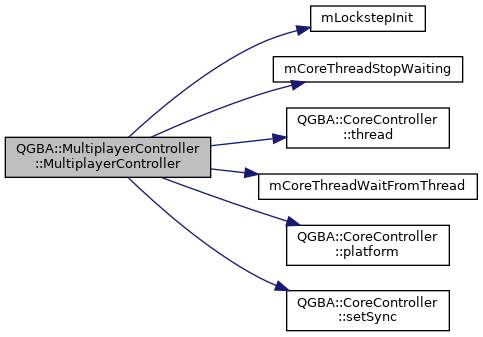 mLockstepInit
mCoreThreadStopWaiting
QGBA::CoreController
::thread
QGBA::MultiplayerController
::MultiplayerController
mCoreThreadWaitFromThread
QGBA::CoreController
::platform
QGBA::CoreController
::setSync